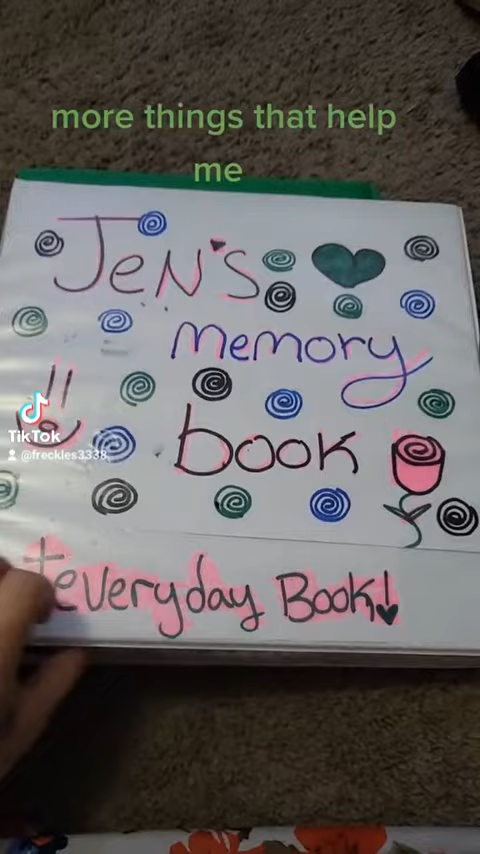 more things that help
me
JeN's
memory
book
TikTok
@freckles3338
+everyday Book!